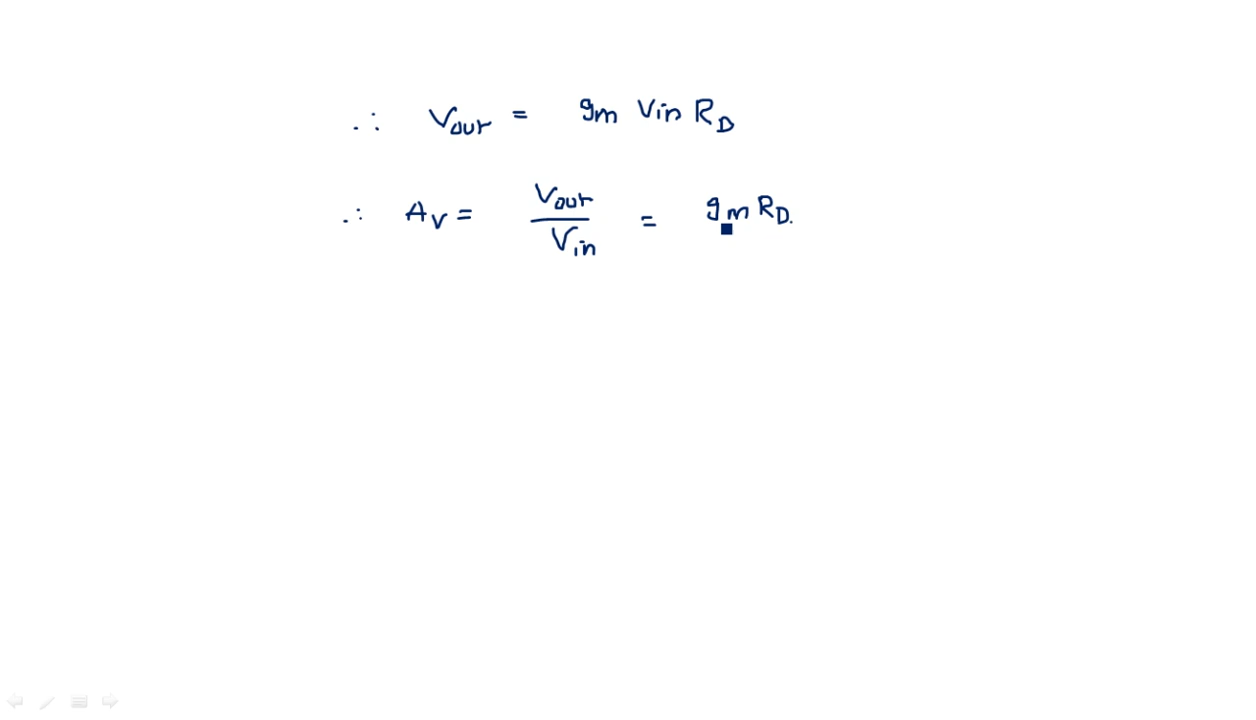 ∴ Vout = gm Vin RD
∴ AV = Vout / Vin = gm RD.